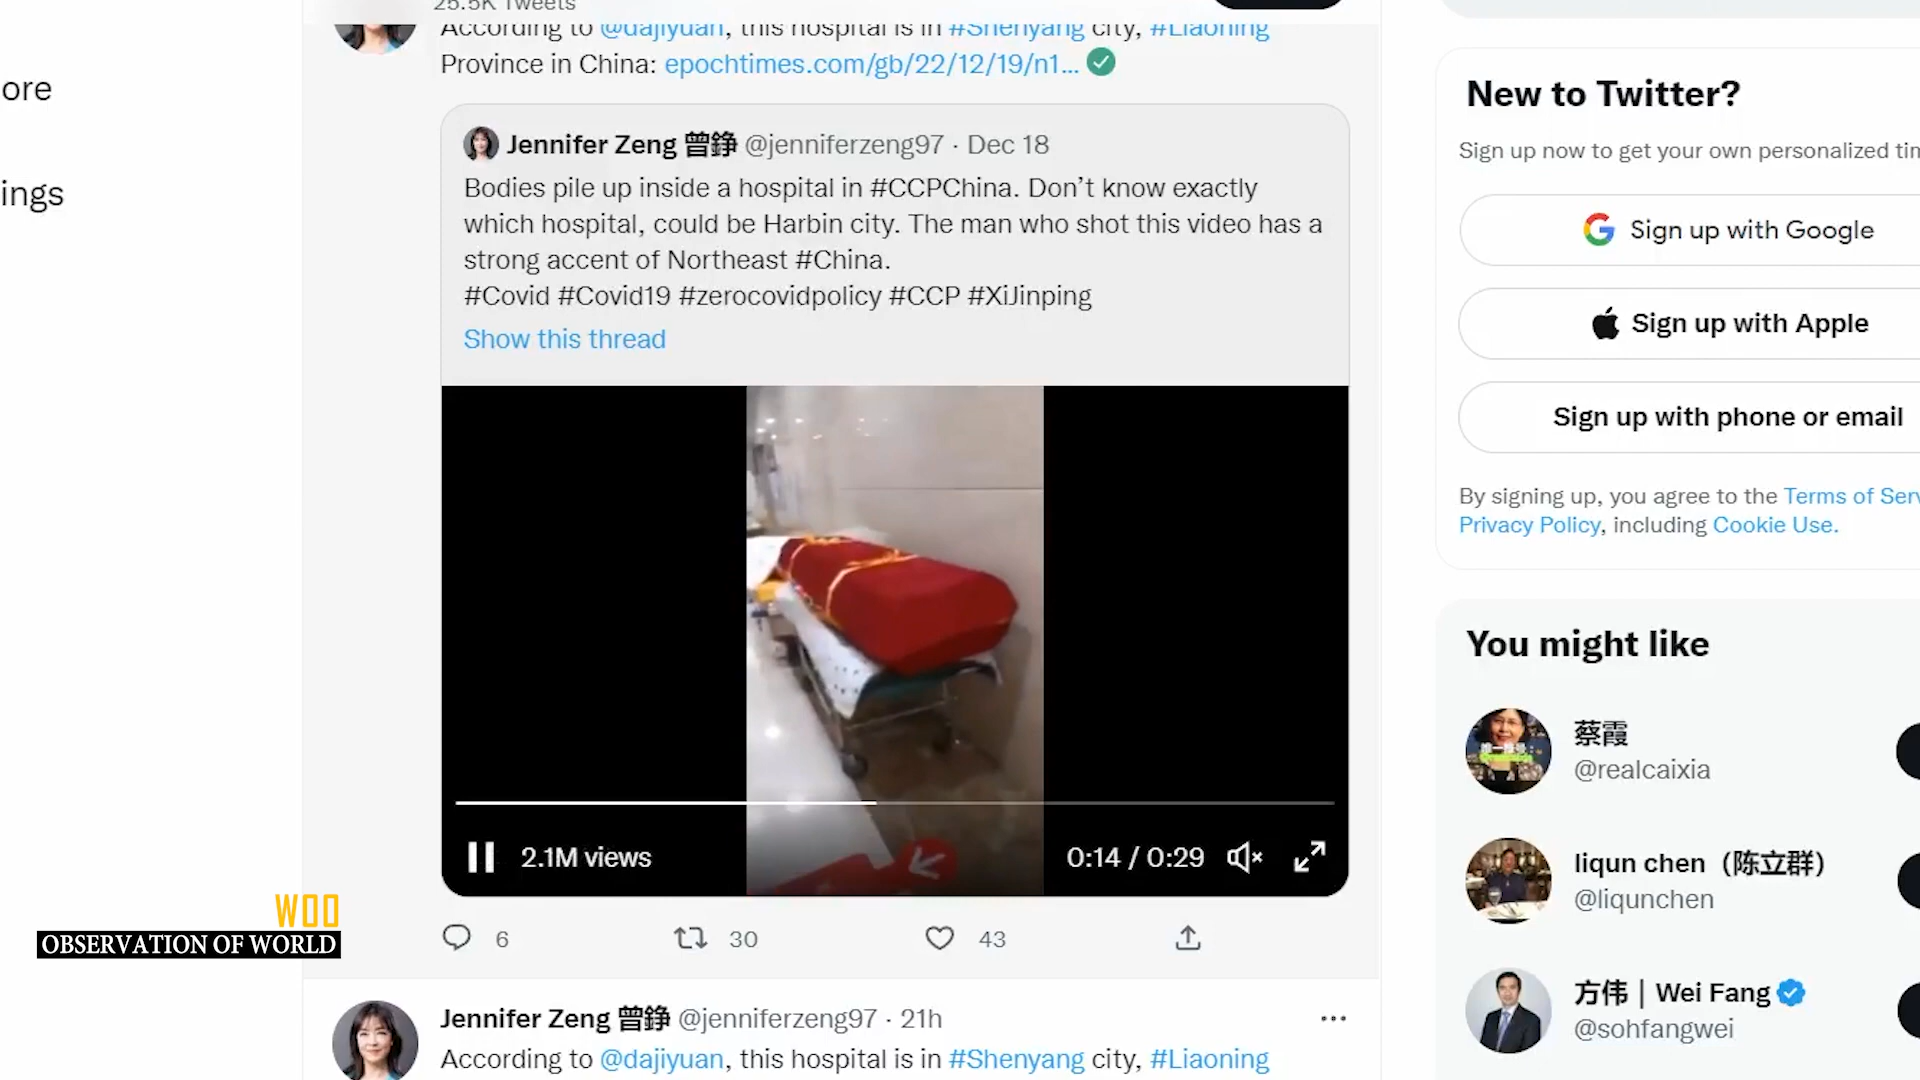 25.5K Tweets
According to @dajiyuan, this hospital is in #Shenyang city, #Liaoning
Province in China: epochtimes.com/gb/22/12/19/n1...
Jennifer Zeng 曾錚 @jenniferzeng97 · Dec 18
Bodies pile up inside a hospital in #CCPChina. Don't know exactly
which hospital, could be Harbin city. The man who shot this video has a
strong accent of Northeast #China.
#Covid #Covid19 #zerocovidpolicy #CCP #XiJinping
Show this thread
2.1M views
0:14 / 0:29
6
30
43
Jennifer Zeng 曾錚 @jenniferzeng97 · 21h
According to @dajiyuan, this hospital is in #Shenyang city, #Liaoning
ore
ings
WOO
OBSERVATION OF WORLD
New to Twitter?
Sign up now to get your own personalized tim
Sign up with Google
Sign up with Apple
Sign up with phone or email
By signing up, you agree to the Terms of Serv
Privacy Policy, including Cookie Use.
You might like
蔡霞
@realcaixia
liqun chen（陈立群）
@liqunchen
方伟 | Wei Fang
@sohfangwei